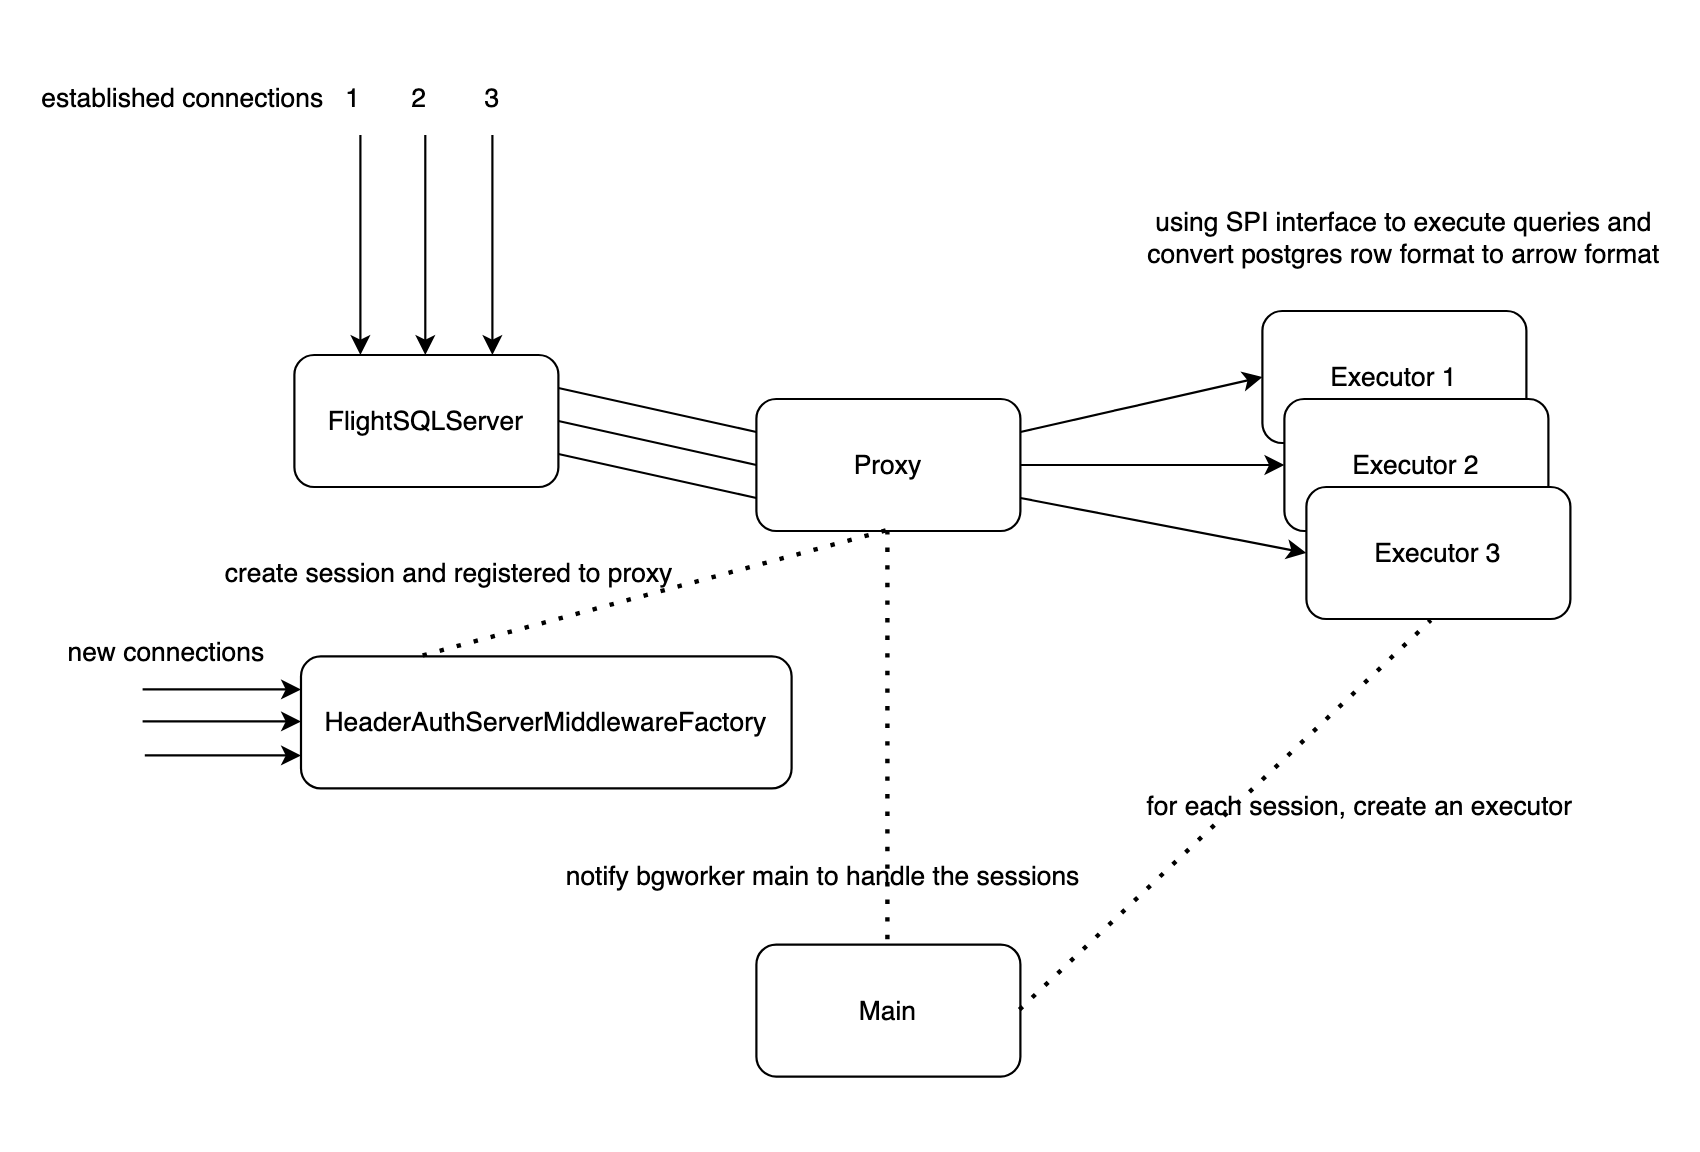 established connections 1 2 3
using SPI interface to execute queries and
convert postgres row format to arrow format
Executor 1
FlightSQLServer
Proxy
Executor 2
Executor 3
create session and registered to proxy
new connections
HeaderAuthServerMiddlewareFactory
for each session, create an executor
notify bgworker main to handle the sessions
Main